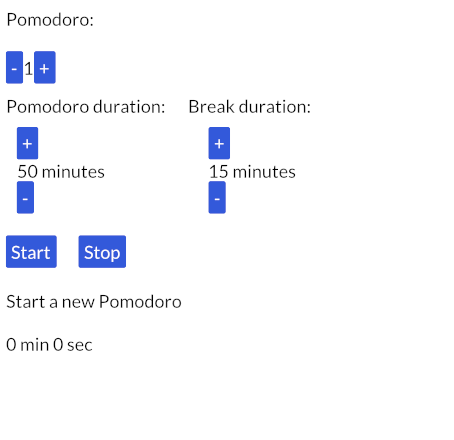 Pomodoro:
- 1 +
Pomodoro duration: Break duration:
+ +
50 minutes 15 minutes
- -
Start Stop
Start a new Pomodoro
0 min 0 sec